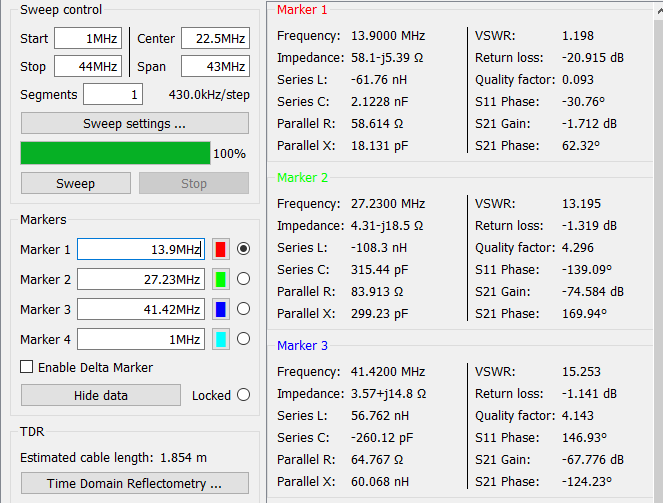 Sweep control
Start 1MHz Center 22.5MHz
Stop 44MHz Span 43MHz
Segments 1 430.0kHz/step
Sweep settings ...
100%
Sweep Stop
Markers
Marker 1 13.9MHz
Marker 2 27.23MHz
Marker 3 41.42MHz
Marker 4 1MHz
Enable Delta Marker
Hide data Locked
TDR
Estimated cable length: 1.854 m
Time Domain Reflectometry ...
Marker 1
Frequency: 13.9000 MHz VSWR: 1.198
Impedance: 58.1-j5.39 Ω Return loss: -20.915 dB
Series L: -61.76 nH Quality factor: 0.093
Series C: 2.1228 nF S11 Phase: -30.76°
Parallel R: 58.614 Ω S21 Gain: -1.712 dB
Parallel X: 18.131 pF S21 Phase: 62.32°
Marker 2
Frequency: 27.2300 MHz VSWR: 13.195
Impedance: 4.31-j18.5 Ω Return loss: -1.319 dB
Series L: -108.3 nH Quality factor: 4.296
Series C: 315.44 pF S11 Phase: -139.09°
Parallel R: 83.913 Ω S21 Gain: -74.584 dB
Parallel X: 299.23 pF S21 Phase: 169.94°
Marker 3
Frequency: 41.4200 MHz VSWR: 15.253
Impedance: 3.57+j14.8 Ω Return loss: -1.141 dB
Series L: 56.762 nH Quality factor: 4.143
Series C: -260.12 pF S11 Phase: 146.93°
Parallel R: 64.767 Ω S21 Gain: -67.776 dB
Parallel X: 60.068 nH S21 Phase: -124.23°